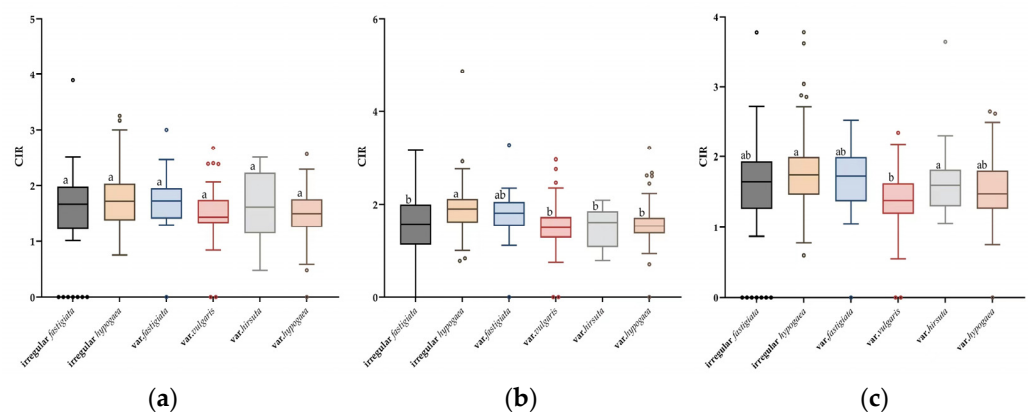 5
4
3
2
1
0
CIR
a
a
a
a
a
a
irregular fastigiata
irregular hypogaea
var.fastigiata
var.vulgaris
var.hirsuta
var.hypogaea
(a)
6
4
2
0
CIR
b
a
ab
b
b
b
irregular fastigiata
irregular hypogaea
var.fastigiata
var.vulgaris
var.hirsuta
var.hypogaea
(b)
4
3
2
1
0
CIR
ab
a
ab
b
a
ab
irregular fastigiata
irregular hypogaea
var.fastigiata
var.vulgaris
var.hirsuta
var.hypogaea
(c)